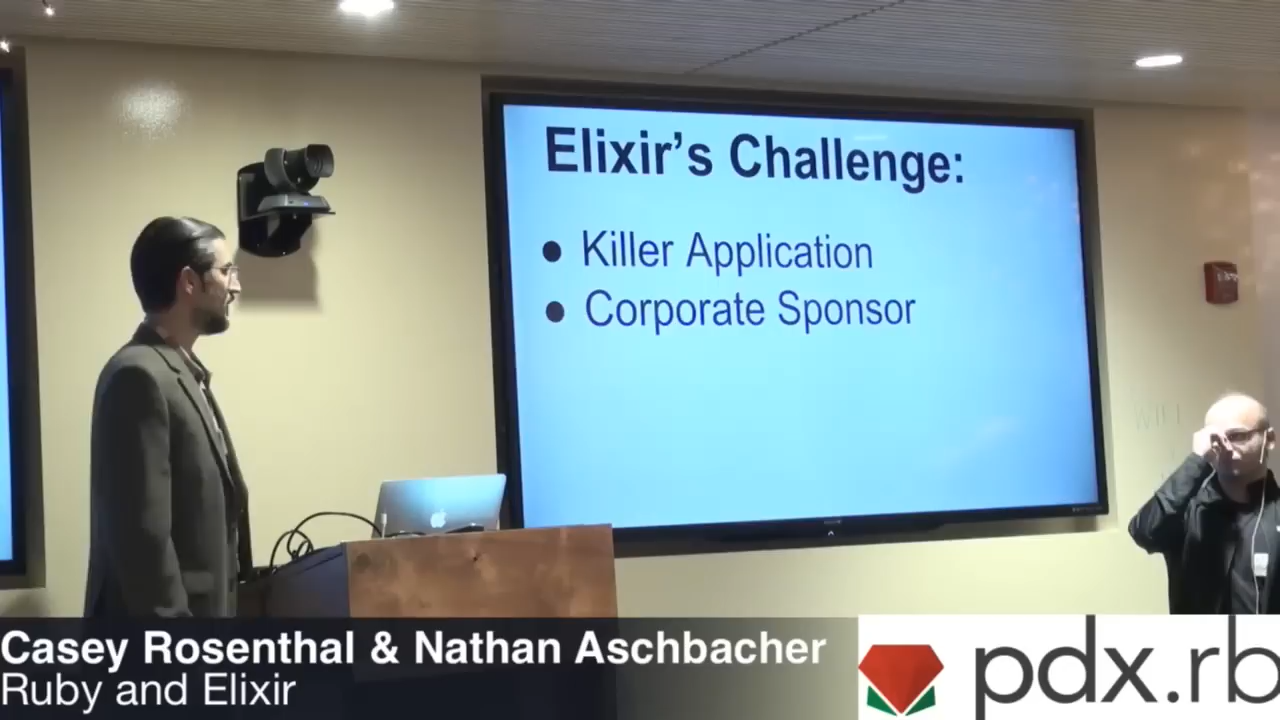 Elixir's Challenge:
● Killer Application
● Corporate Sponsor
Casey Rosenthal & Nathan Aschbacher
Ruby and Elixir
pdx.rb